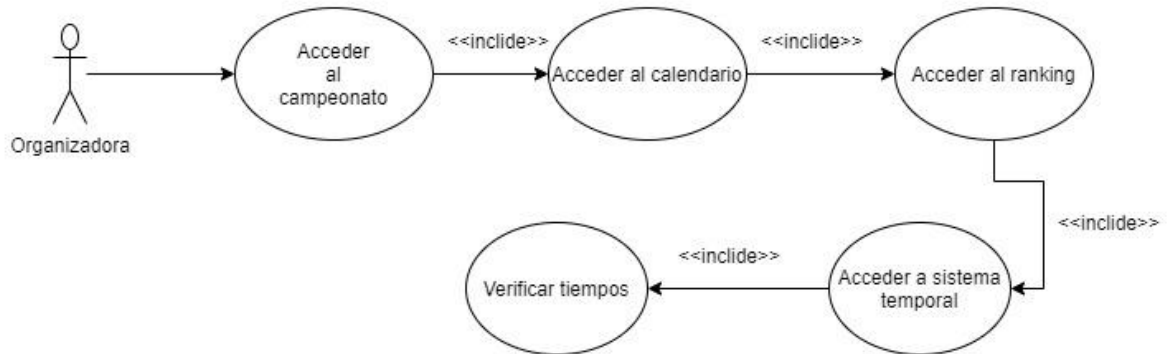 Organizadora
Acceder
al
campeonato
<<inclide>>
Acceder al calendario
<<inclide>>
Acceder al ranking
<<inclide>>
Acceder a sistema
temporal
<<inclide>>
Verificar tiempos